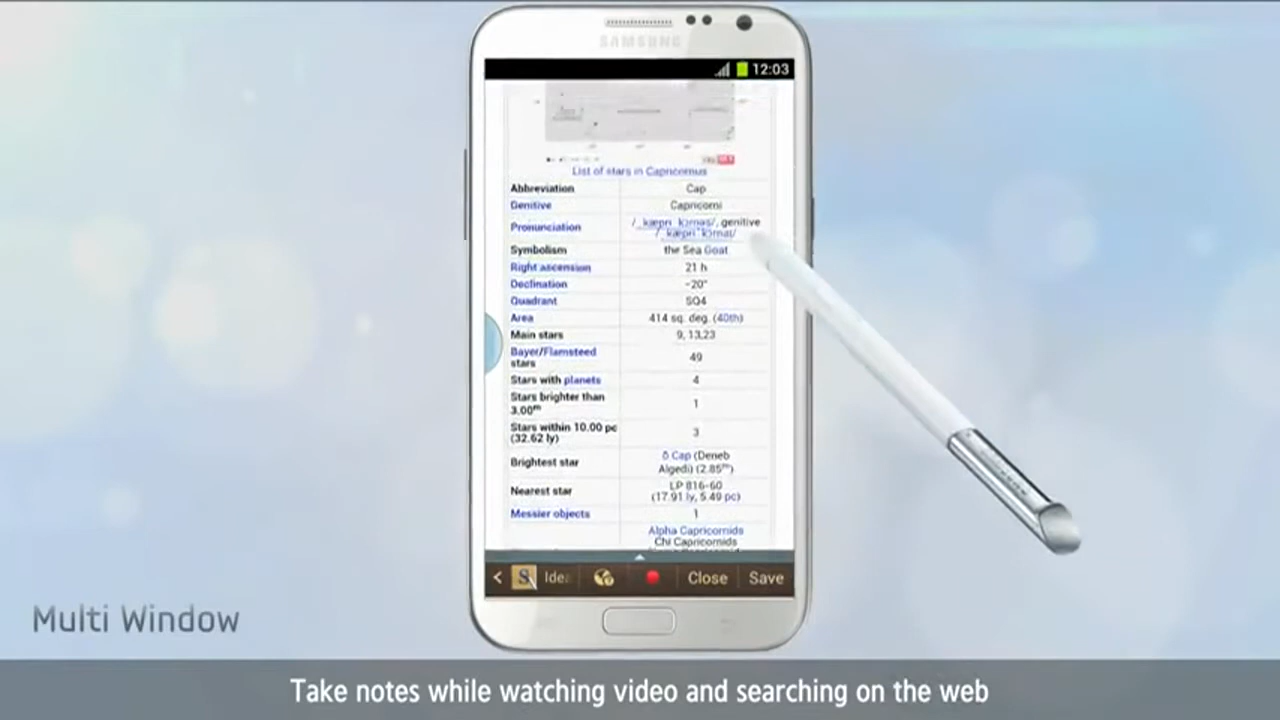 SAMSUNG
12:03
List of stars in Capricornus
Abbreviation Cap
Genitive Capricorni
Pronunciation /ˌkæprɪˈkɔrnəs/, genitive
/ˌkæprɪˈkɔrnaɪ/
Symbolism the Sea Goat
Right ascension 21 h
Declination −20°
Quadrant SQ4
Area 414 sq. deg. (40th)
Main stars 9, 13,23
Bayer/Flamsteed
stars 49
Stars with planets 4
Stars brighter than
3.00ᵐ 1
Stars within 10.00 pc
(32.62 ly) 3
Brightest star δ Cap (Deneb
Algedi) (2.85ᵐ)
Nearest star LP 816-60
(17.91 ly, 5.49 pc)
Messier objects 1
Alpha Capricornids
Chi Capricornids
< S Idea Close Save
Multi Window
Take notes while watching video and searching on the web